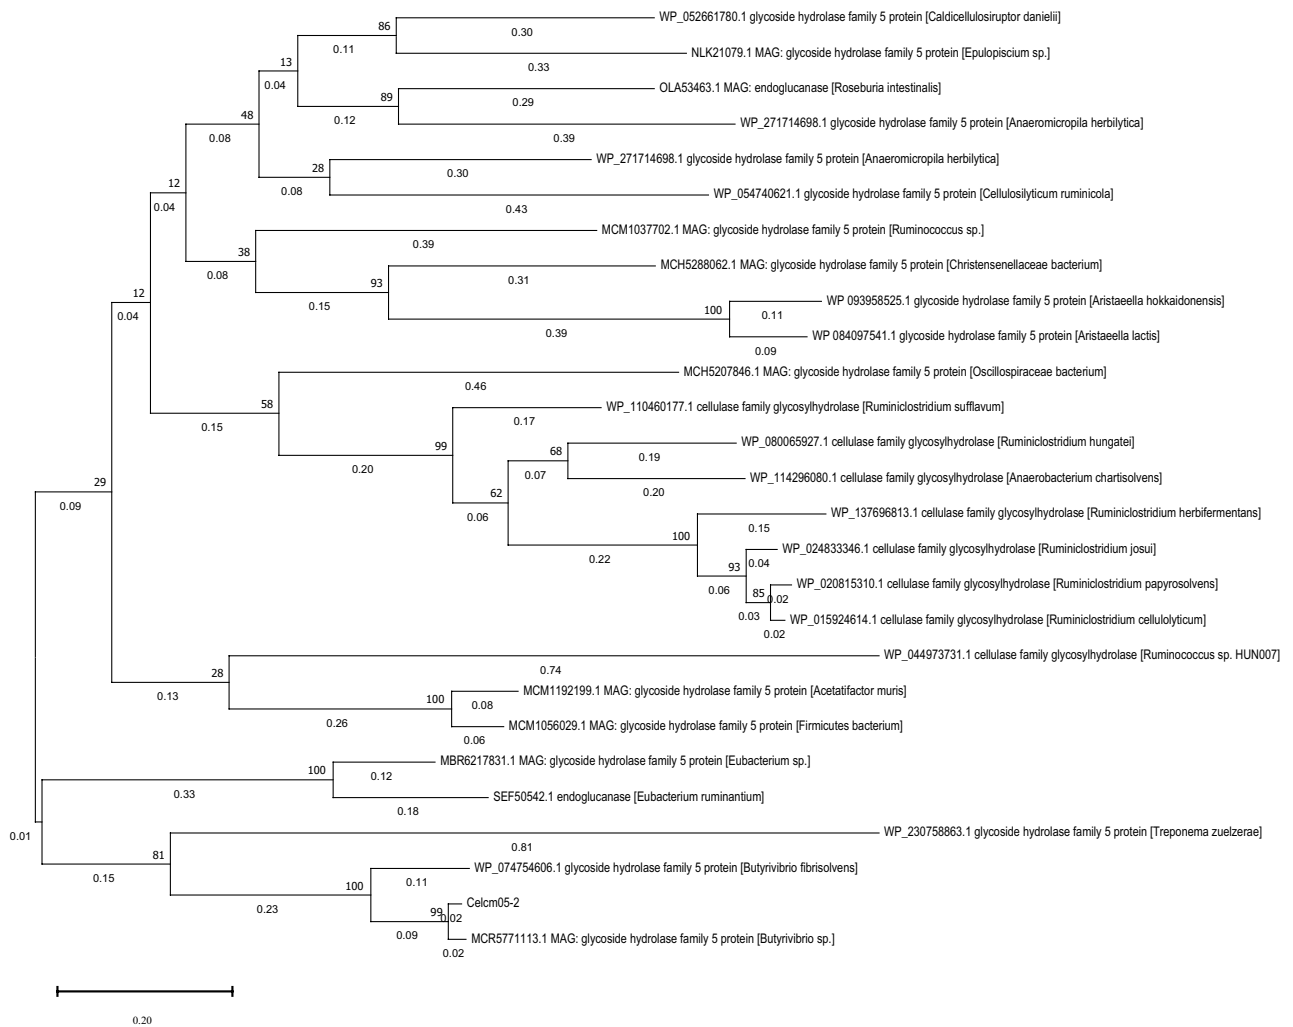 WP_052661780.1 glycoside hydrolase family 5 protein [Caldicellulosiruptor danielii]
86
0.30
0.11
NLK21079.1 MAG: glycoside hydrolase family 5 protein [Epulopiscium sp.]
13
0.33
0.04
OLA53463.1 MAG: endoglucanase [Roseburia intestinalis]
89
0.29
0.12
48
WP_271714698.1 glycoside hydrolase family 5 protein [Anaeromicropila herbilytica]
0.08
0.39
WP_271714698.1 glycoside hydrolase family 5 protein [Anaeromicropila herbilytica]
28
0.30
12
0.08
WP_054740621.1 glycoside hydrolase family 5 protein [Cellulosilyticum ruminicola]
0.04
0.43
MCM1037702.1 MAG: glycoside hydrolase family 5 protein [Ruminococcus sp.]
38
0.39
0.08
MCH5288062.1 MAG: glycoside hydrolase family 5 protein [Christensenellaceae bacterium]
93
0.31
12
0.15
WP 093958525.1 glycoside hydrolase family 5 protein [Aristaeella hokkaidonensis]
0.04
100
0.11
0.39
WP 084097541.1 glycoside hydrolase family 5 protein [Aristaeella lactis]
0.09
MCH5207846.1 MAG: glycoside hydrolase family 5 protein [Oscillospiraceae bacterium]
0.46
58
WP_110460177.1 cellulase family glycosylhydrolase [Ruminiclostridium sufflavum]
0.15
0.17
99
WP_080065927.1 cellulase family glycosylhydrolase [Ruminiclostridium hungatei]
68
0.19
0.20
0.07
WP_114296080.1 cellulase family glycosylhydrolase [Anaerobacterium chartisolvens]
29
62
0.20
0.09
0.06
WP_137696813.1 cellulase family glycosylhydrolase [Ruminiclostridium herbifermentans]
0.15
100
WP_024833346.1 cellulase family glycosylhydrolase [Ruminiclostridium josui]
0.22
93
0.04
0.06
WP_020815310.1 cellulase family glycosylhydrolase [Ruminiclostridium papyrosolvens]
85
0.02
0.03
WP_015924614.1 cellulase family glycosylhydrolase [Ruminiclostridium cellulolyticum]
0.02
WP_044973731.1 cellulase family glycosylhydrolase [Ruminococcus sp. HUN007]
28
0.74
0.13
MCM1192199.1 MAG: glycoside hydrolase family 5 protein [Acetatifactor muris]
100
0.08
0.26
MCM1056029.1 MAG: glycoside hydrolase family 5 protein [Firmicutes bacterium]
0.06
MBR6217831.1 MAG: glycoside hydrolase family 5 protein [Eubacterium sp.]
100
0.12
0.33
SEF50542.1 endoglucanase [Eubacterium ruminantium]
0.18
0.01
WP_230758863.1 glycoside hydrolase family 5 protein [Treponema zuelzerae]
81
0.81
0.15
WP_074754606.1 glycoside hydrolase family 5 protein [Butyrivibrio fibrisolvens]
100
0.11
0.23
Celcm05-2
99
0.02
0.09
MCR5771113.1 MAG: glycoside hydrolase family 5 protein [Butyrivibrio sp.]
0.02
0.20